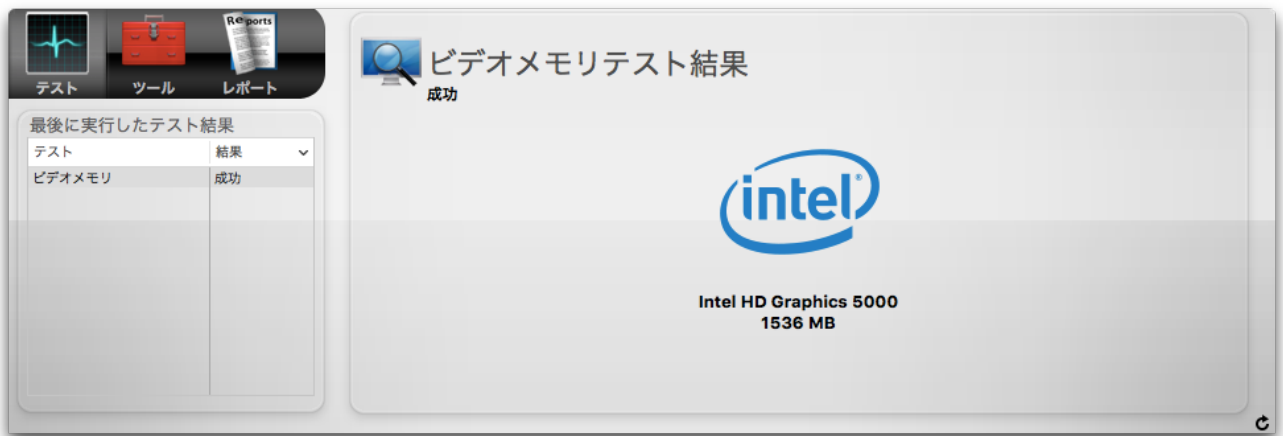 Reports
テスト
ツール
レポート
最後に実行したテスト結果
テスト
結果
ビデオメモリ
成功
ビデオメモリテスト結果
成功
intel®
Intel HD Graphics 5000
1536 MB